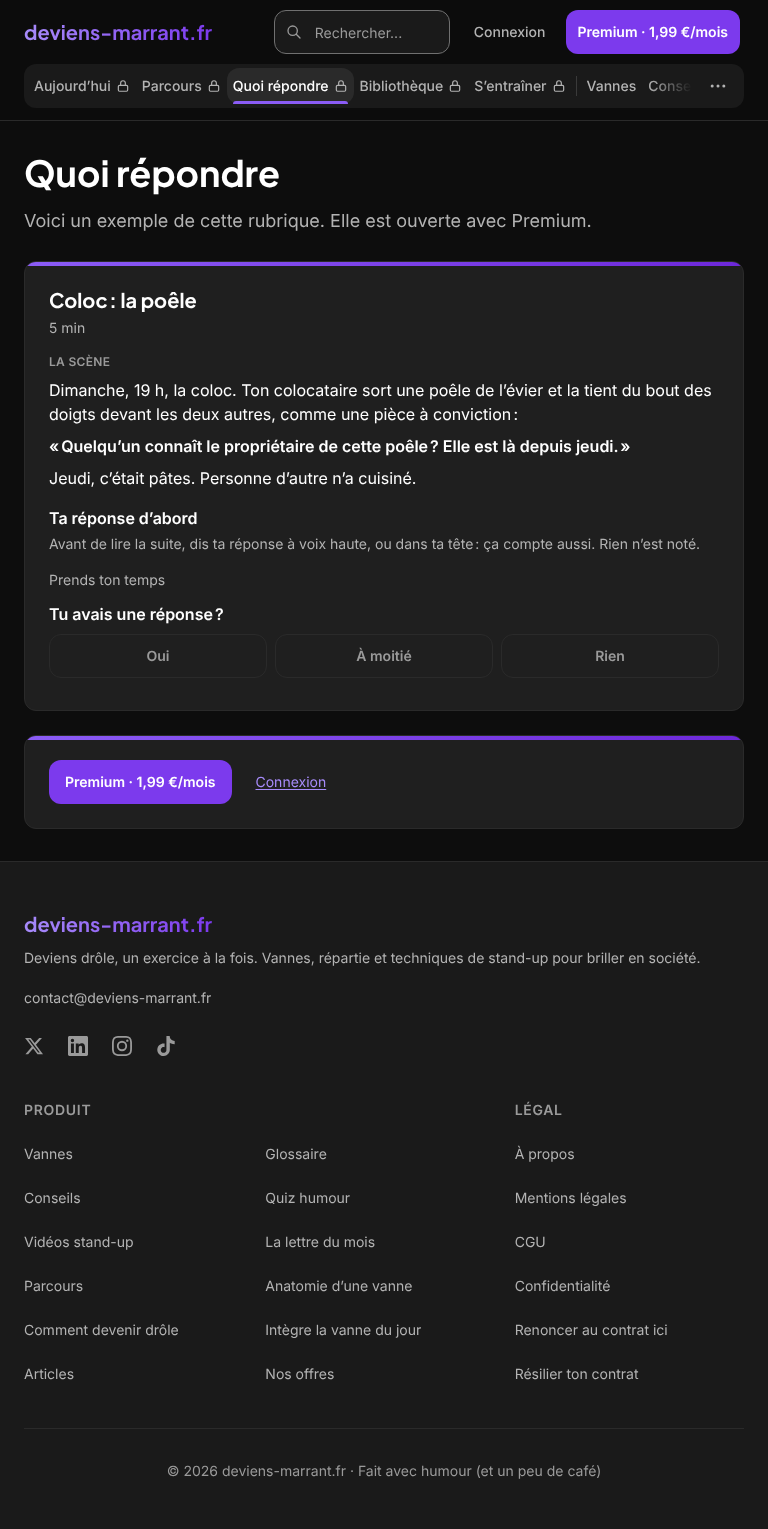 deviens-marrant.fr
Rechercher...
Connexion
Premium · 1,99 €/mois
Aujourd’hui
Parcours
Quoi répondre
Bibliothèque
S’entraîner
Vannes
Quoi répondre
Voici un exemple de cette rubrique. Elle est ouverte avec Premium.
Coloc : la poêle
5 min
LA SCÈNE
Dimanche, 19 h, la coloc. Ton colocataire sort une poêle de l’évier et la tient du bout des
doigts devant les deux autres, comme une pièce à conviction :
« Quelqu’un connaît le propriétaire de cette poêle ? Elle est là depuis jeudi. »
Jeudi, c’était pâtes. Personne d’autre n’a cuisiné.
Ta réponse d’abord
Avant de lire la suite, dis ta réponse à voix haute, ou dans ta tête : ça compte aussi. Rien n’est noté.
Prends ton temps
Tu avais une réponse ?
Oui
À moitié
Rien
Premium · 1,99 €/mois
Connexion
deviens-marrant.fr
Deviens drôle, un exercice à la fois. Vannes, répartie et techniques de stand-up pour briller en société.
contact@deviens-marrant.fr
PRODUIT
Vannes
Conseils
Vidéos stand-up
Parcours
Comment devenir drôle
Articles
Glossaire
Quiz humour
La lettre du mois
Anatomie d’une vanne
Intègre la vanne du jour
Nos offres
LÉGAL
À propos
Mentions légales
CGU
Confidentialité
Renoncer au contrat ici
Résilier ton contrat
© 2026 deviens-marrant.fr · Fait avec humour (et un peu de café)